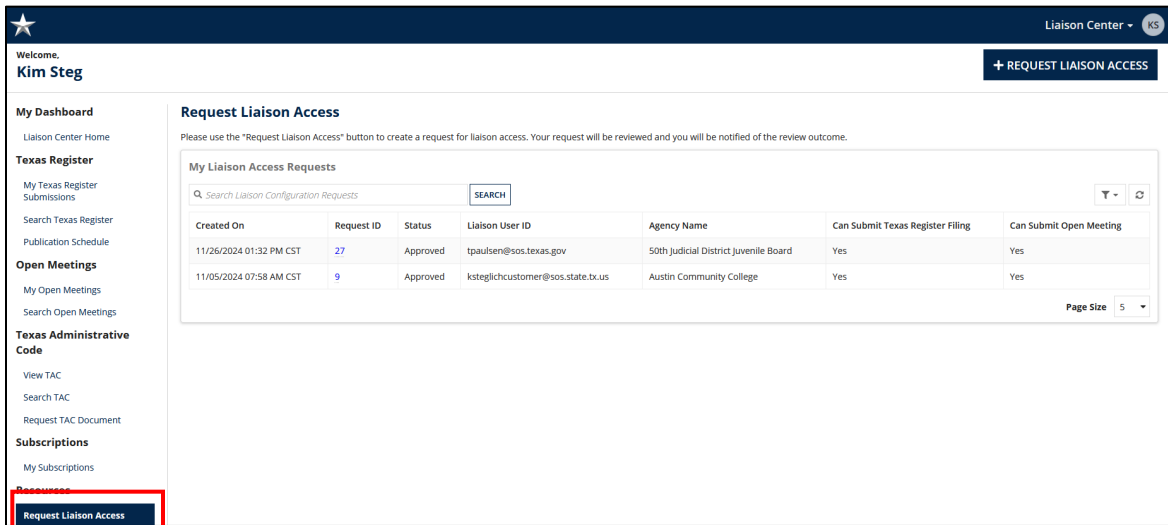 Liaison Center
KS
Welcome,
Kim Steg
+ REQUEST LIAISON ACCESS
My Dashboard
Liaison Center Home
Texas Register
My Texas Register
Submissions
Search Texas Register
Publication Schedule
Open Meetings
My Open Meetings
Search Open Meetings
Texas Administrative
Code
View TAC
Search TAC
Request TAC Document
Subscriptions
My Subscriptions
Resources
Request Liaison Access
Request Liaison Access
Please use the "Request Liaison Access" button to create a request for liaison access. Your request will be reviewed and you will be notified of the review outcome.
My Liaison Access Requests
Search Liaison Configuration Requests SEARCH
Created On Request ID Status Liaison User ID Agency Name Can Submit Texas Register Filing Can Submit Open Meeting
11/26/2024 01:32 PM CST 27 Approved tpaulsen@sos.texas.gov 50th Judicial District Juvenile Board Yes Yes
11/05/2024 07:58 AM CST 9 Approved ksteglichcustomer@sos.state.tx.us Austin Community College Yes Yes
Page Size 5